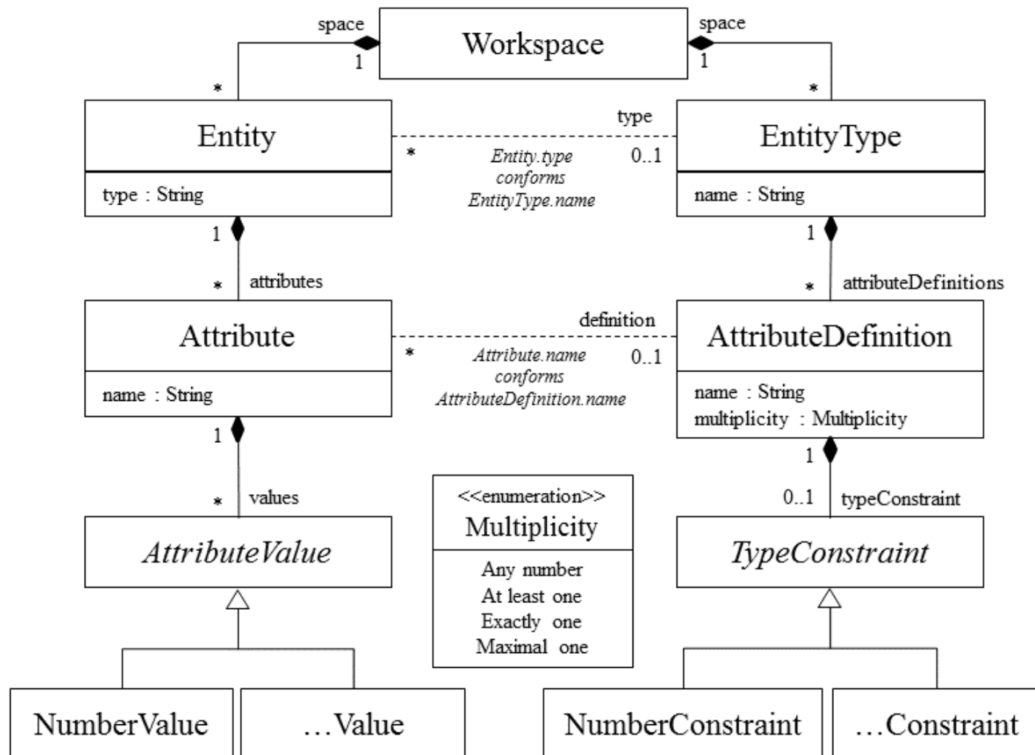 space
Workspace
space
1
1
*
*
Entity
type
EntityType
*
Entity.type
0..1
conforms
EntityType.name
type : String
name : String
1
1
*
attributes
*
attributeDefinitions
Attribute
definition
AttributeDefinition
*
Attribute.name
0..1
conforms
AttributeDefinition.name
name : String
name : String
multiplicity : Multiplicity
1
1
*
values
0..1
typeConstraint
<<enumeration>>
Multiplicity
Any number
At least one
Exactly one
Maximal one
AttributeValue
TypeConstraint
NumberValue
...Value
NumberConstraint
...Constraint